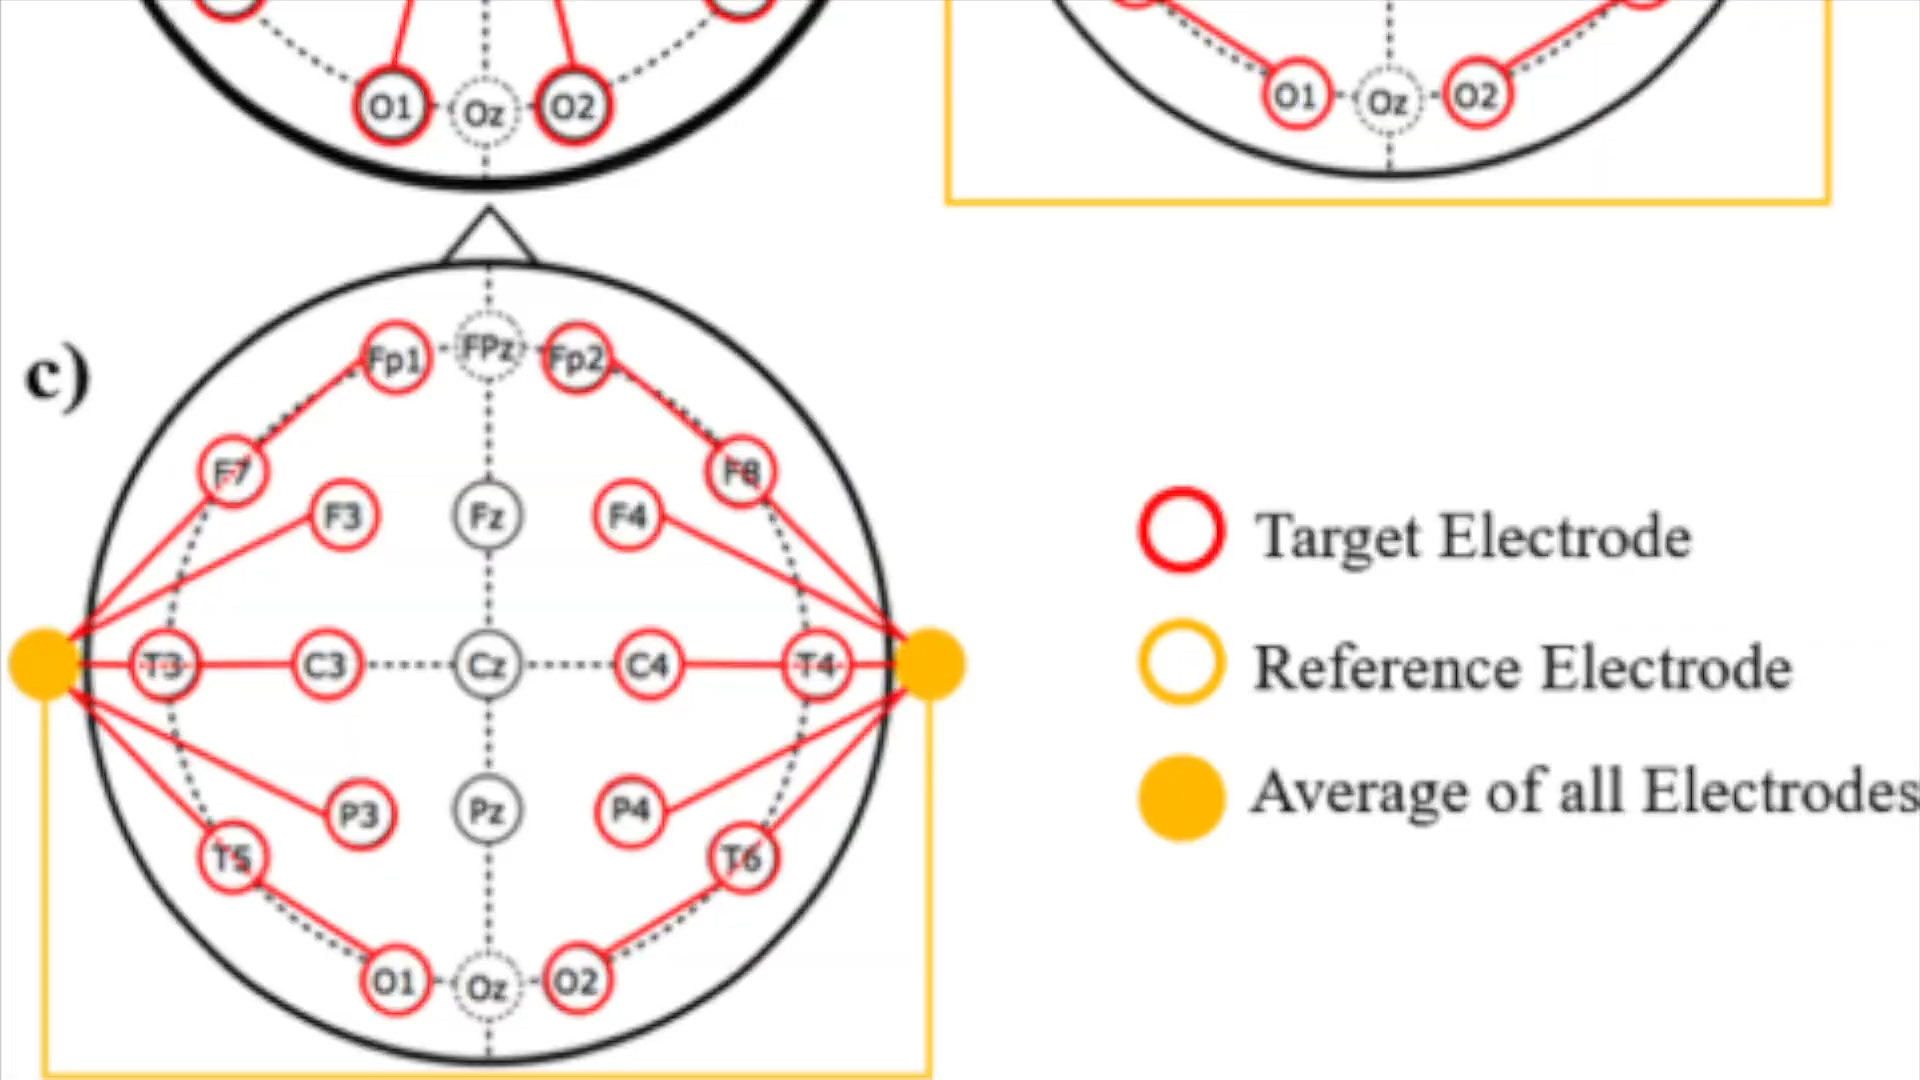 O1 Oz O2
O1 Oz O2
c)
Fp1 FPz Fp2
F7 F8
F3 Fz F4
T3 C3 Cz C4 T4
P3 Pz P4
T5 T6
O1 Oz O2
Target Electrode
Reference Electrode
Average of all Electrodes